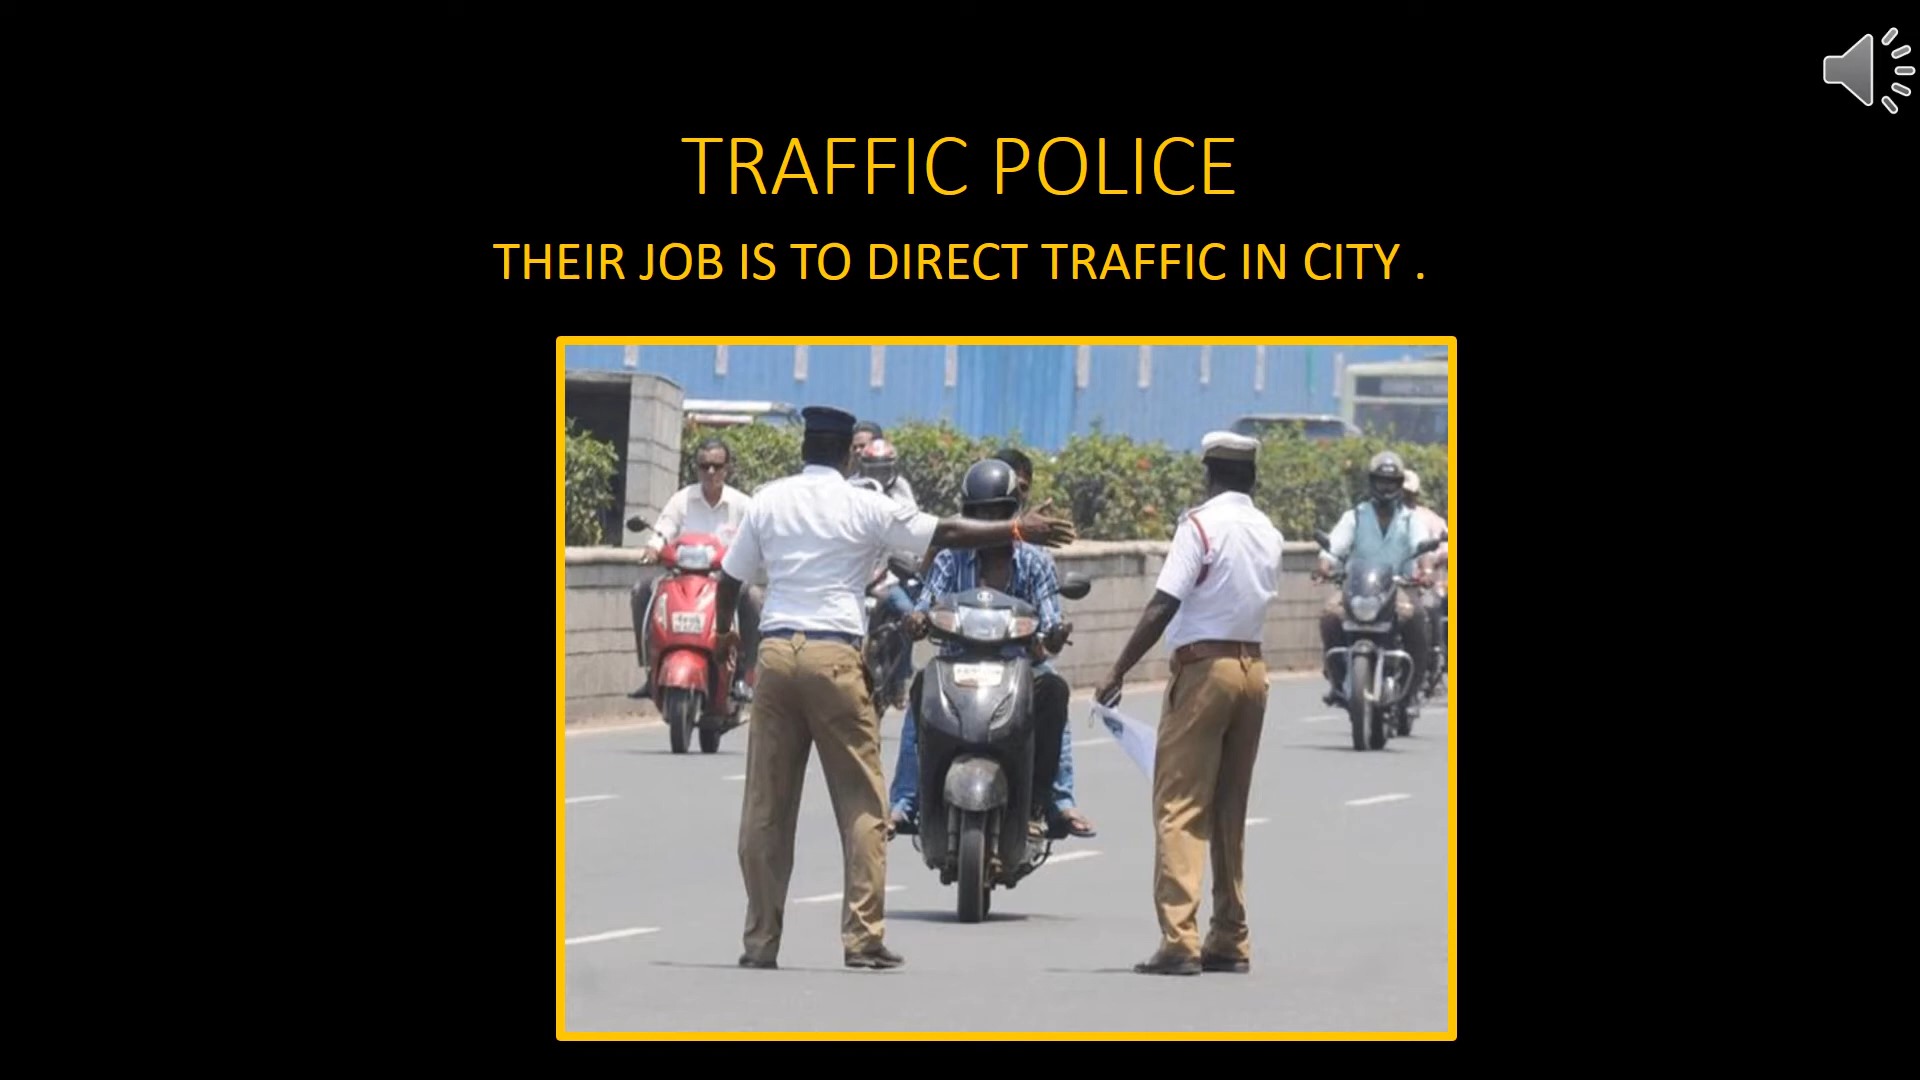 TRAFFIC POLICE
THEIR JOB IS TO DIRECT TRAFFIC IN CITY .